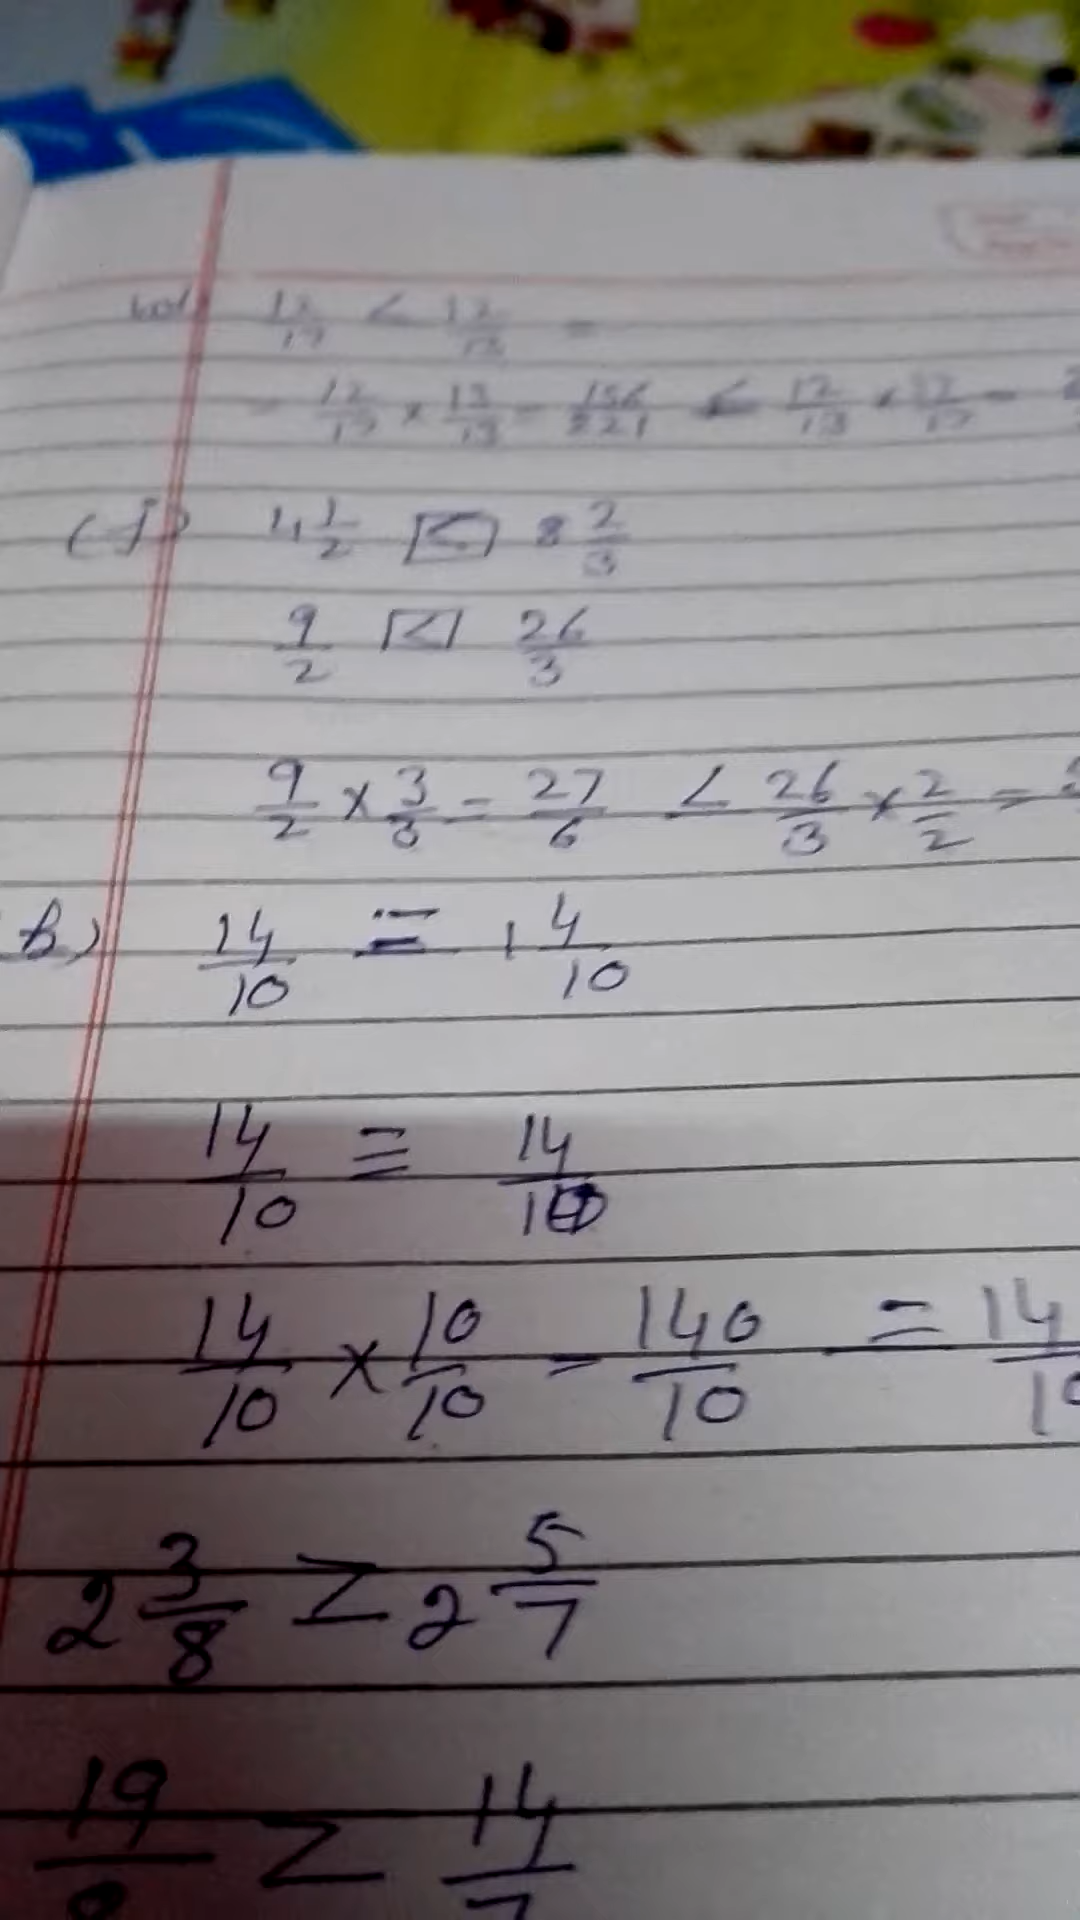 12/17 < 12/13 =
= 12/17 × 13/13 = 156/221 < 12/13 × 17/17 =
(f) 4 1/2 [<] 8 2/3
9/2 [<] 26/3
9/2 × 3/3 = 27/6 < 26/3 × 2/2 =
b) 14/10 = 1 4/10
14/10 = 14/10
14/10 × 10/10 = 140/10 = 14/10
2 3/8 > 2 5/7
19/8 > 14/7